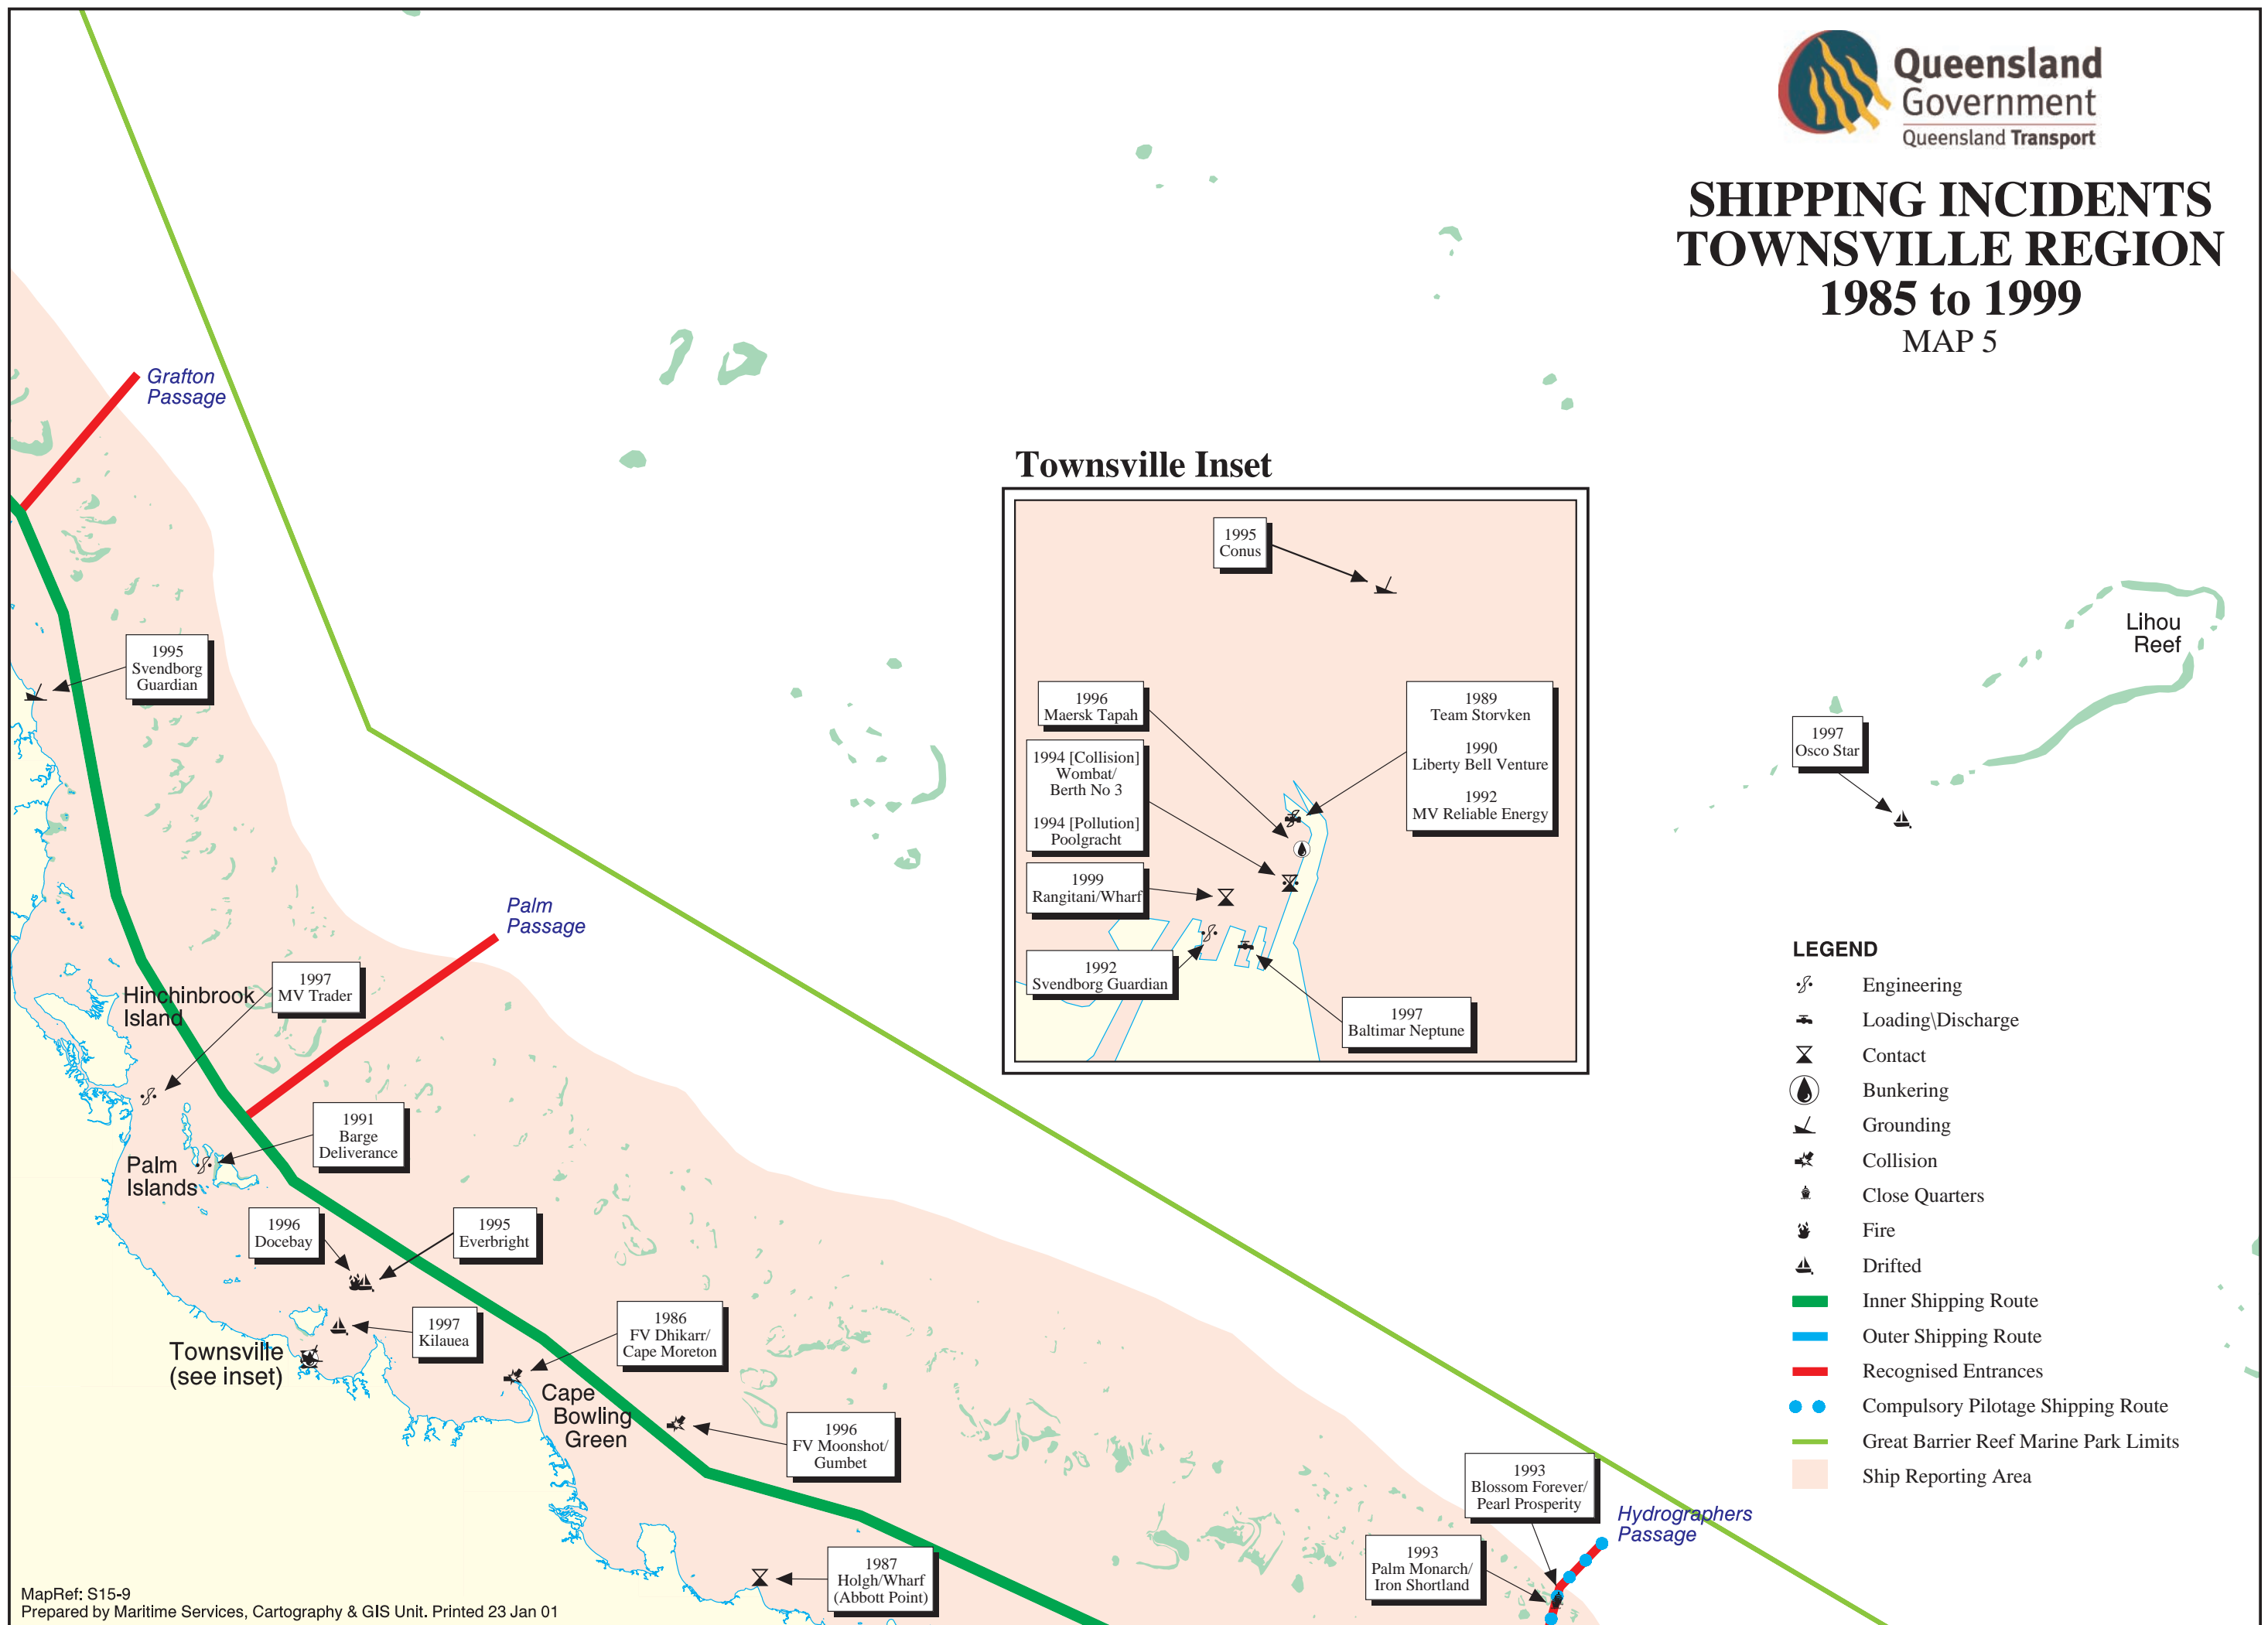 Queensland
Government
Queensland Transport
SHIPPING INCIDENTS
TOWNSVILLE REGION
1985 to 1999
MAP 5
Grafton
Passage
Townsville Inset
1995
Conus
1996
Maersk Tapah
1994 [Collision]
Wombat/
Berth No 3
1994 [Pollution]
Poolgracht
1999
Rangitani/Wharf
1992
Svendborg Guardian
1989
Team Storvken
1990
Liberty Bell Venture
1992
MV Reliable Energy
1997
Baltimar Neptune
Lihou
Reef
1997
Osco Star
1995
Svendborg
Guardian
Palm
Passage
1997
MV Trader
Hinchinbrook
Island
1991
Barge
Deliverance
Palm
Islands
1996
Docebay
1995
Everbright
1997
Kilauea
Townsville
(see inset)
1986
FV Dhikarr/
Cape Moreton
Cape
Bowling
Green
1996
FV Moonshot/
Gumbet
1987
Holgh/Wharf
(Abbott Point)
1993
Blossom Forever/
Pearl Prosperity
Hydrographers
Passage
1993
Palm Monarch/
Iron Shortland
LEGEND
Engineering
Loading\Discharge
Contact
Bunkering
Grounding
Collision
Close Quarters
Fire
Drifted
Inner Shipping Route
Outer Shipping Route
Recognised Entrances
Compulsory Pilotage Shipping Route
Great Barrier Reef Marine Park Limits
Ship Reporting Area
MapRef: S15-9
Prepared by Maritime Services, Cartography & GIS Unit. Printed 23 Jan 01